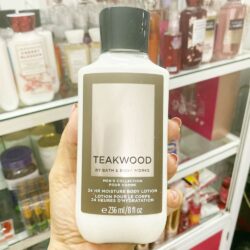 TEAKWOOD
BY BATH & BODY WORKS
MEN'S COLLECTION
POUR HOMME
24 HR MOISTURE BODY LOTION
LOTION POUR LE CORPS
24 HEURES D'HYDRATATION
℮ 236 ml/8 fl oz